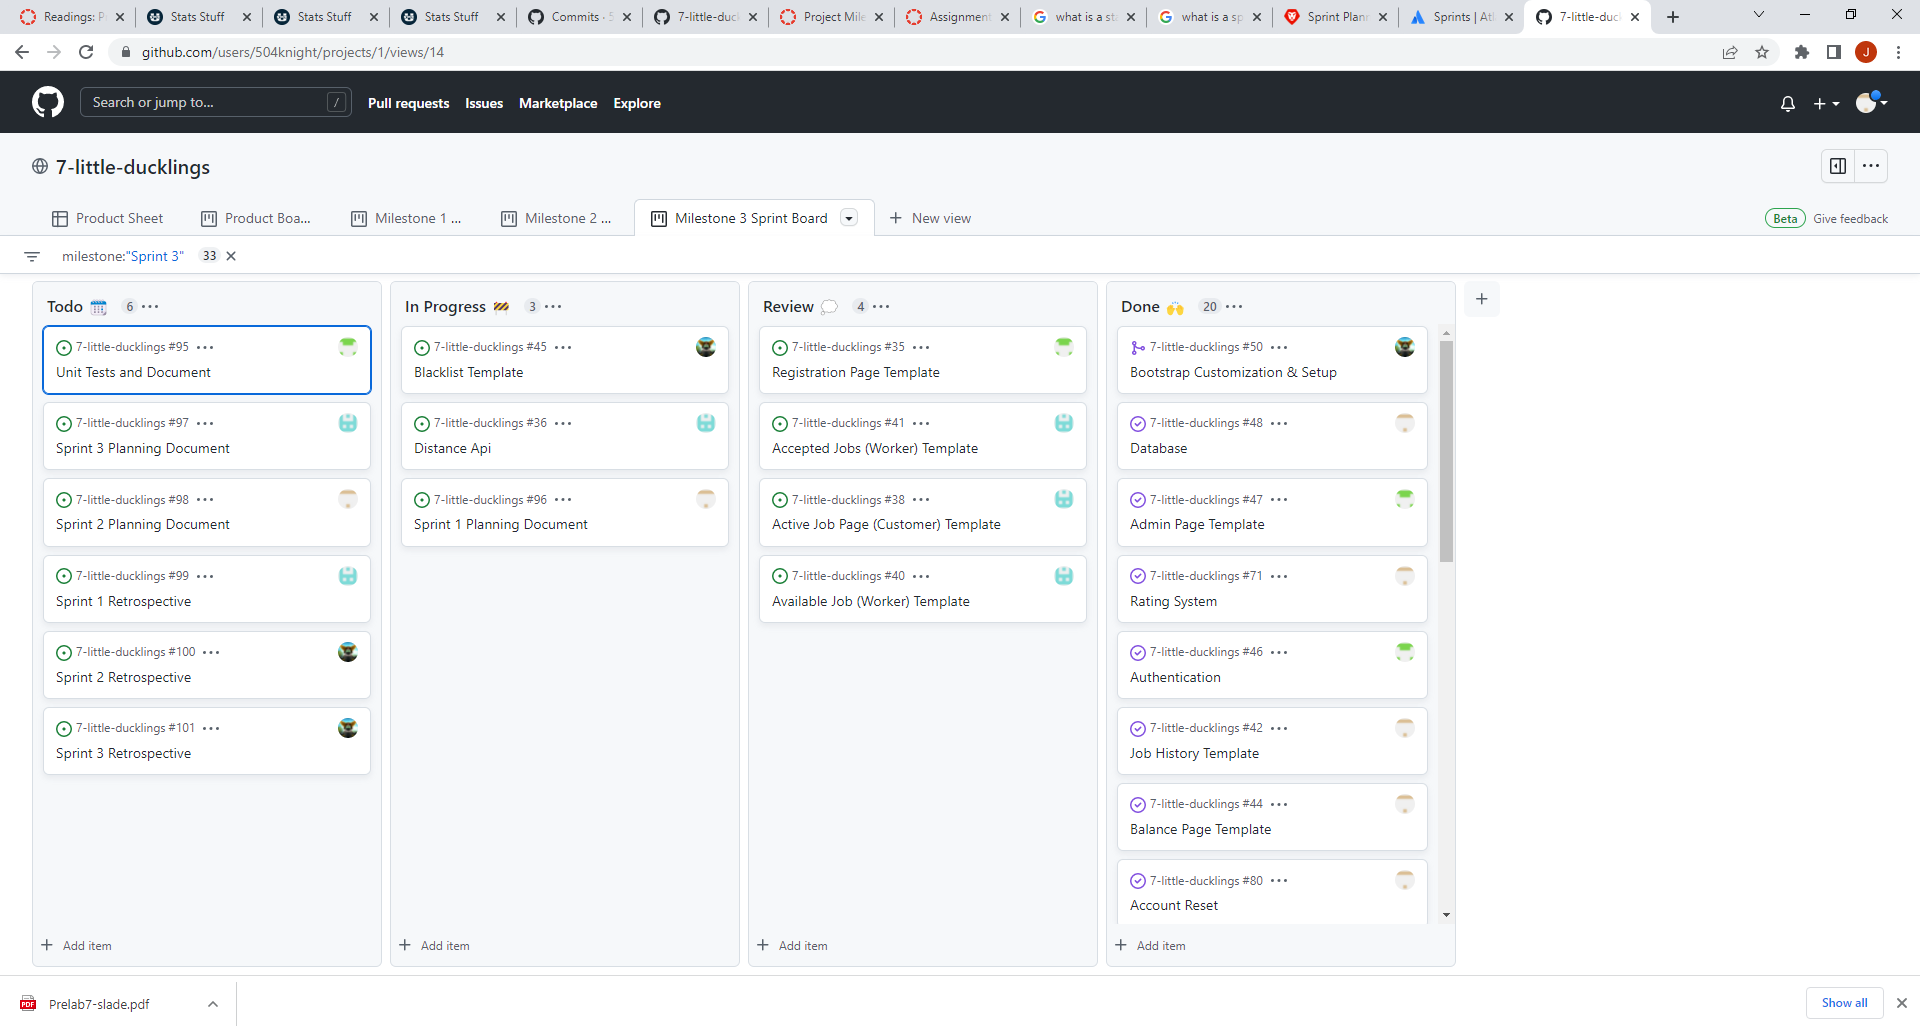 Readings: P
Stats Stuff
Stats Stuff
Stats Stuff
Commits · 5
7-little-duck
Project Mile
Assignment
what is a sta
what is a sp
Sprint Plann
Sprints | Atl
7-little-duck
github.com/users/504knight/projects/1/views/14
J
Search or jump to...
/
Pull requests
Issues
Marketplace
Explore
7-little-ducklings
Product Sheet
Product Boa...
Milestone 1 ...
Milestone 2 ...
Milestone 3 Sprint Board
New view
Beta
Give feedback
milestone:"Sprint 3"
33
Todo 6
7-little-ducklings #95
Unit Tests and Document
7-little-ducklings #97
Sprint 3 Planning Document
7-little-ducklings #98
Sprint 2 Planning Document
7-little-ducklings #99
Sprint 1 Retrospective
7-little-ducklings #100
Sprint 2 Retrospective
7-little-ducklings #101
Sprint 3 Retrospective
Add item
In Progress 3
7-little-ducklings #45
Blacklist Template
7-little-ducklings #36
Distance Api
7-little-ducklings #96
Sprint 1 Planning Document
Add item
Review 4
7-little-ducklings #35
Registration Page Template
7-little-ducklings #41
Accepted Jobs (Worker) Template
7-little-ducklings #38
Active Job Page (Customer) Template
7-little-ducklings #40
Available Job (Worker) Template
Add item
Done 20
7-little-ducklings #50
Bootstrap Customization & Setup
7-little-ducklings #48
Database
7-little-ducklings #47
Admin Page Template
7-little-ducklings #71
Rating System
7-little-ducklings #46
Authentication
7-little-ducklings #42
Job History Template
7-little-ducklings #44
Balance Page Template
7-little-ducklings #80
Account Reset
Add item
PDF
Prelab7-slade.pdf
Show all